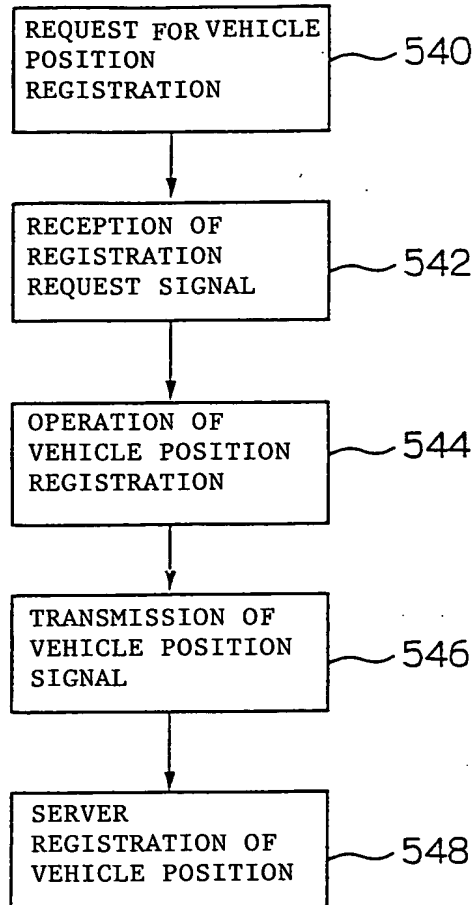 REQUEST FOR VEHICLE
POSITION
REGISTRATION
540
RECEPTION OF
REGISTRATION
REQUEST SIGNAL
542
OPERATION OF
VEHICLE POSITION
REGISTRATION
544
TRANSMISSION OF
VEHICLE POSITION
SIGNAL
546
SERVER
REGISTRATION OF
VEHICLE POSITION
548